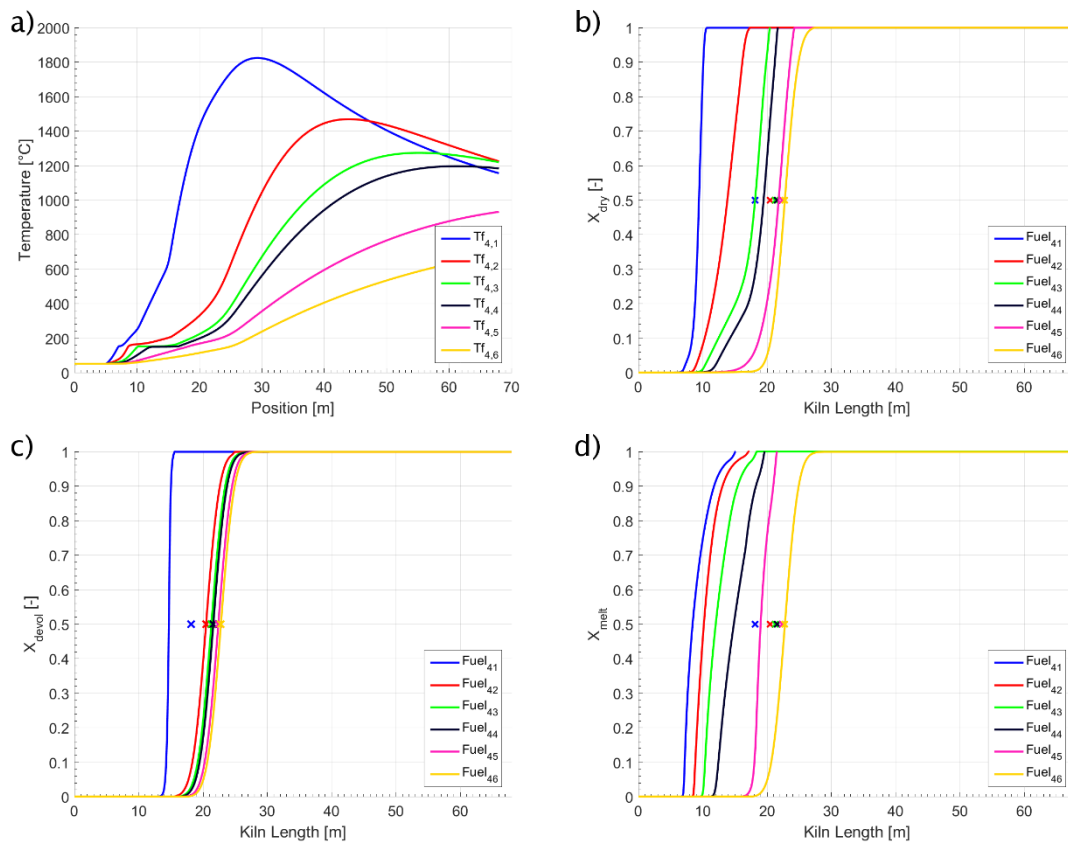 a)
2000
1800
1600
1400
1200
1000
800
600
400
200
0
Temperature [°C]
0 10 20 30 40 50 60 70
Position [m]
Tf4,1
Tf4,2
Tf4,3
Tf4,4
Tf4,5
Tf4,6
b)
1
0.9
0.8
0.7
0.6
0.5
0.4
0.3
0.2
0.1
0
Xdry [-]
0 10 20 30 40 50 60
Kiln Length [m]
Fuel41
Fuel42
Fuel43
Fuel44
Fuel45
Fuel46
c)
1
0.9
0.8
0.7
0.6
0.5
0.4
0.3
0.2
0.1
0
Xdevol [-]
0 10 20 30 40 50 60
Kiln Length [m]
Fuel41
Fuel42
Fuel43
Fuel44
Fuel45
Fuel46
d)
1
0.9
0.8
0.7
0.6
0.5
0.4
0.3
0.2
0.1
0
Xmelt [-]
0 10 20 30 40 50 60
Kiln Length [m]
Fuel41
Fuel42
Fuel43
Fuel44
Fuel45
Fuel46